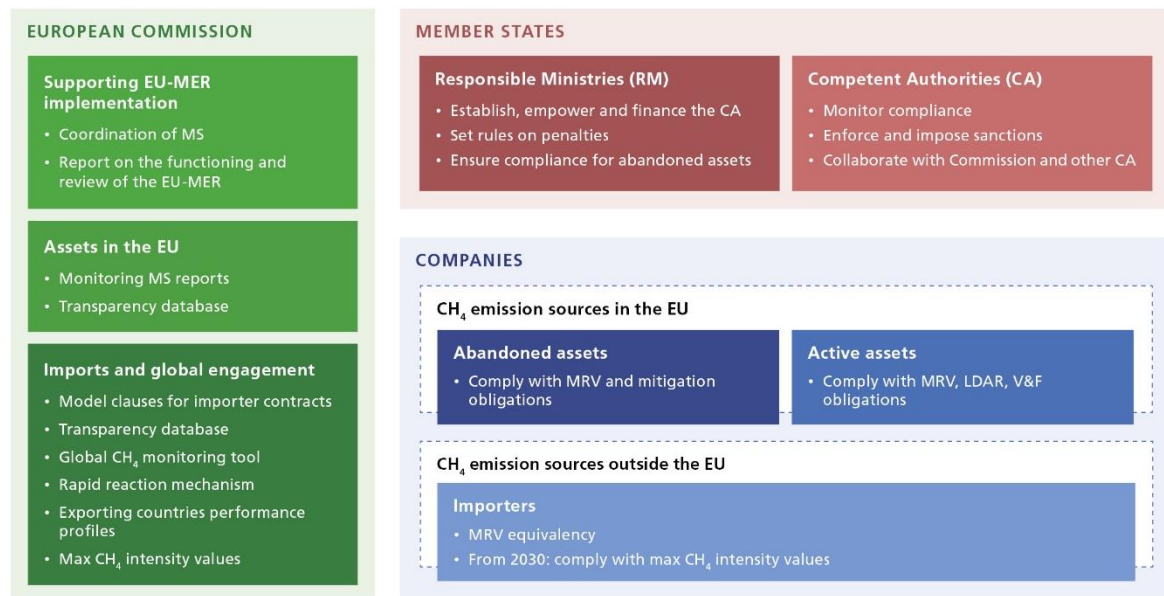 EUROPEAN COMMISSION
Supporting EU-MER
implementation
• Coordination of MS
• Report on the functioning and
review of the EU-MER
Assets in the EU
• Monitoring MS reports
• Transparency database
Imports and global engagement
• Model clauses for importer contracts
• Transparency database
• Global CH₄ monitoring tool
• Rapid reaction mechanism
• Exporting countries performance
profiles
• Max CH₄ intensity values
MEMBER STATES
Responsible Ministries (RM)
• Establish, empower and finance the CA
• Set rules on penalties
• Ensure compliance for abandoned assets
Competent Authorities (CA)
• Monitor compliance
• Enforce and impose sanctions
• Collaborate with Commission and other CA
COMPANIES
CH₄ emission sources in the EU
Abandoned assets
• Comply with MRV and mitigation
obligations
Active assets
• Comply with MRV, LDAR, V&F
obligations
CH₄ emission sources outside the EU
Importers
• MRV equivalency
• From 2030: comply with max CH₄ intensity values